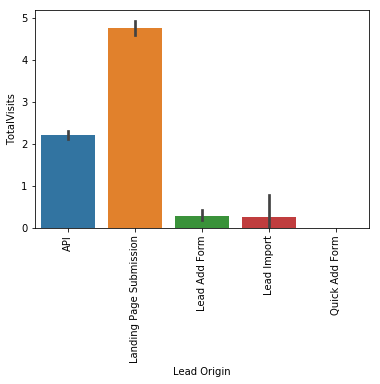 5
4
3
2
1
0
TotalVisits
API
Landing Page Submission
Lead Add Form
Lead Import
Quick Add Form
Lead Origin